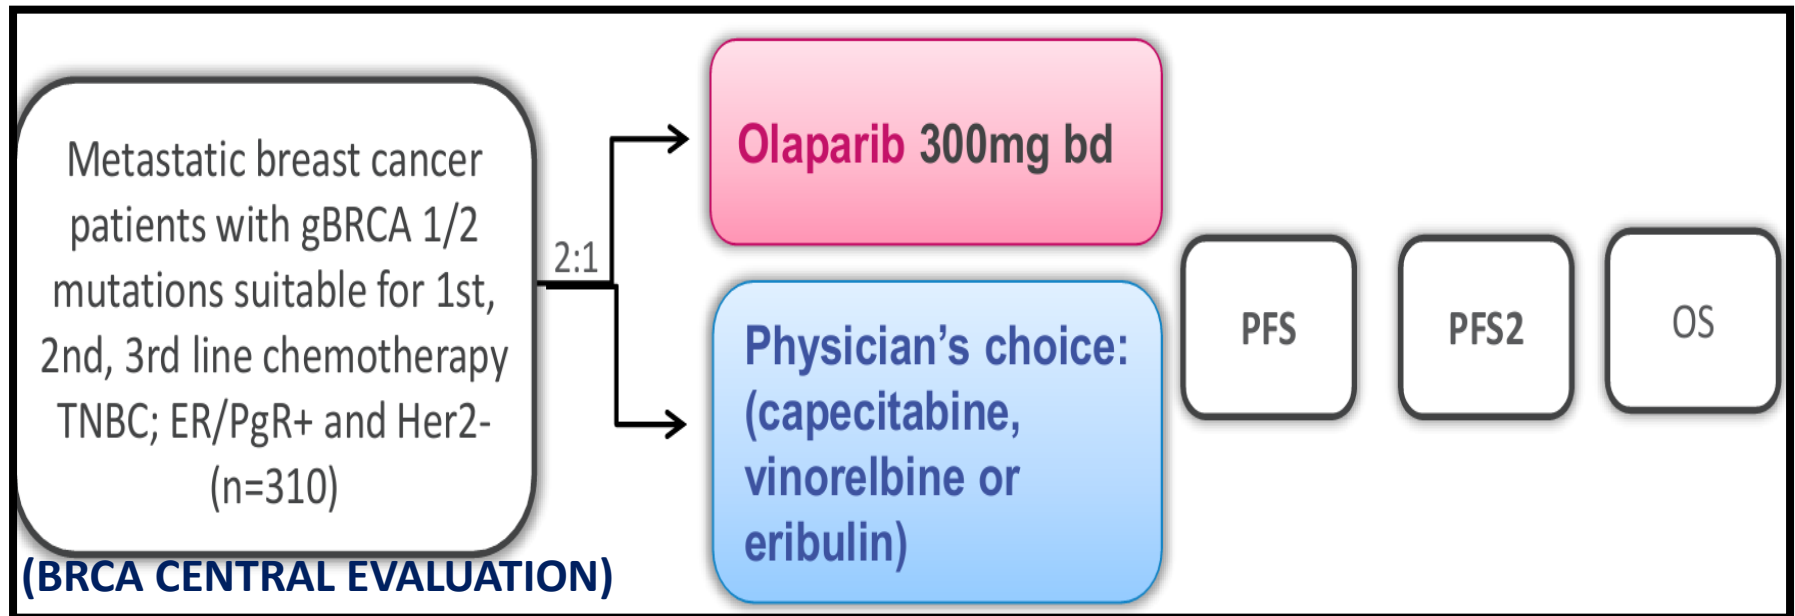 Metastatic breast cancer
patients with gBRCA 1/2
mutations suitable for 1st,
2nd, 3rd line chemotherapy
TNBC; ER/PgR+ and Her2-
(n=310)
(BRCA CENTRAL EVALUATION)
2:1
Olaparib 300mg bd
Physician’s choice:
(capecitabine,
vinorelbine or
eribulin)
PFS
PFS2
OS